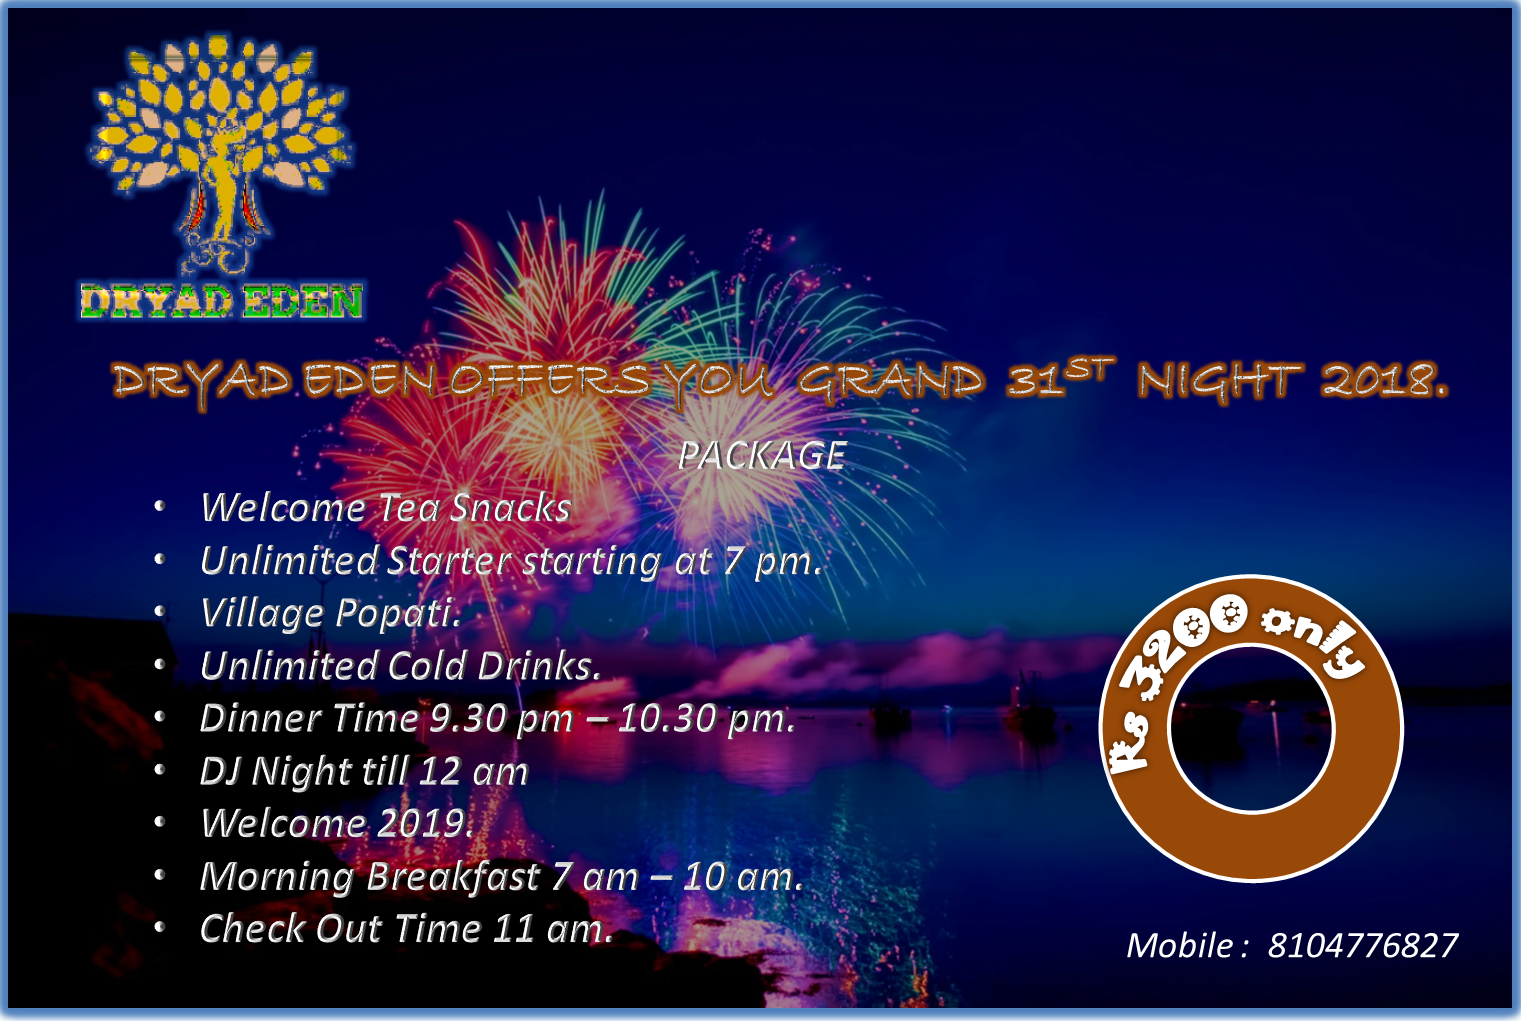 DRYAD EDEN
DRYAD EDEN OFFERS YOU GRAND 31ST NIGHT 2018.
PACKAGE
• Welcome Tea Snacks
• Unlimited Starter starting at 7 pm.
• Village Popati.
• Unlimited Cold Drinks.
• Dinner Time 9.30 pm – 10.30 pm.
• DJ Night till 12 am
• Welcome 2019.
• Morning Breakfast 7 am – 10 am.
• Check Out Time 11 am.
Rs 3200 only
Mobile : 8104776827